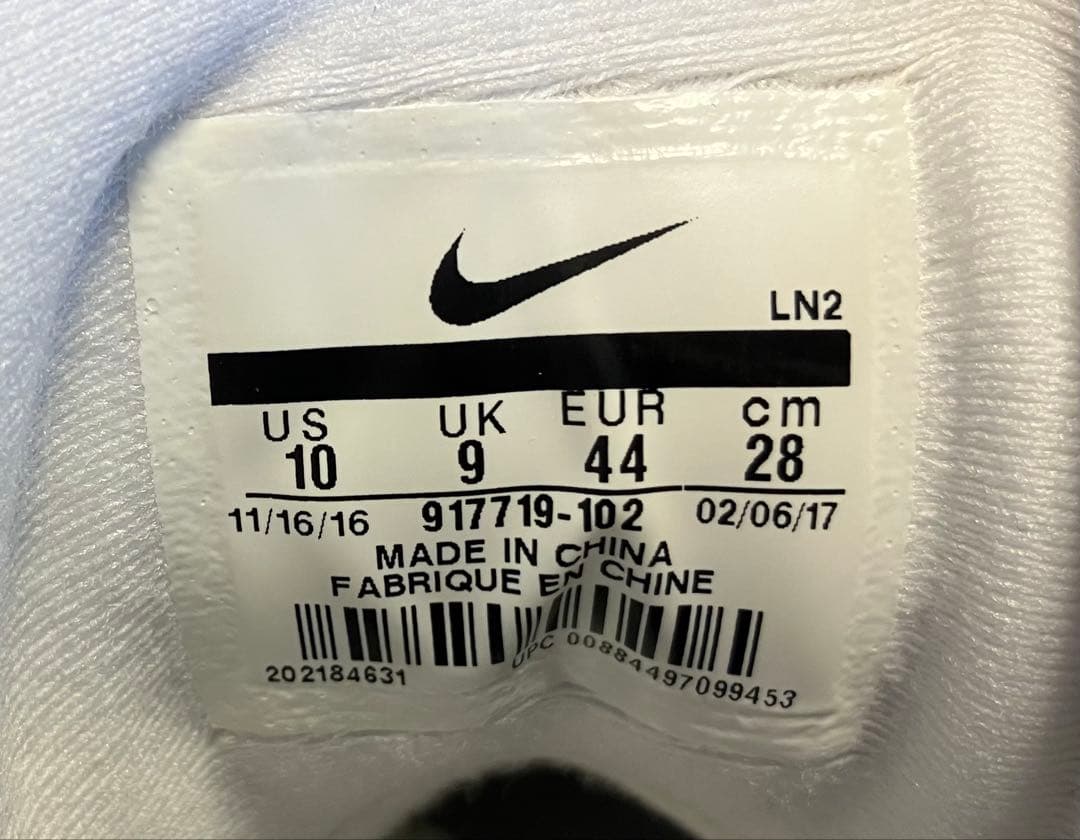 LN2
US UK EUR cm
10 9 44 28
11/16/16 917719-102 02/06/17
MADE IN CHINA
FABRIQUE EN CHINE
202184631 UPC 00884497099453